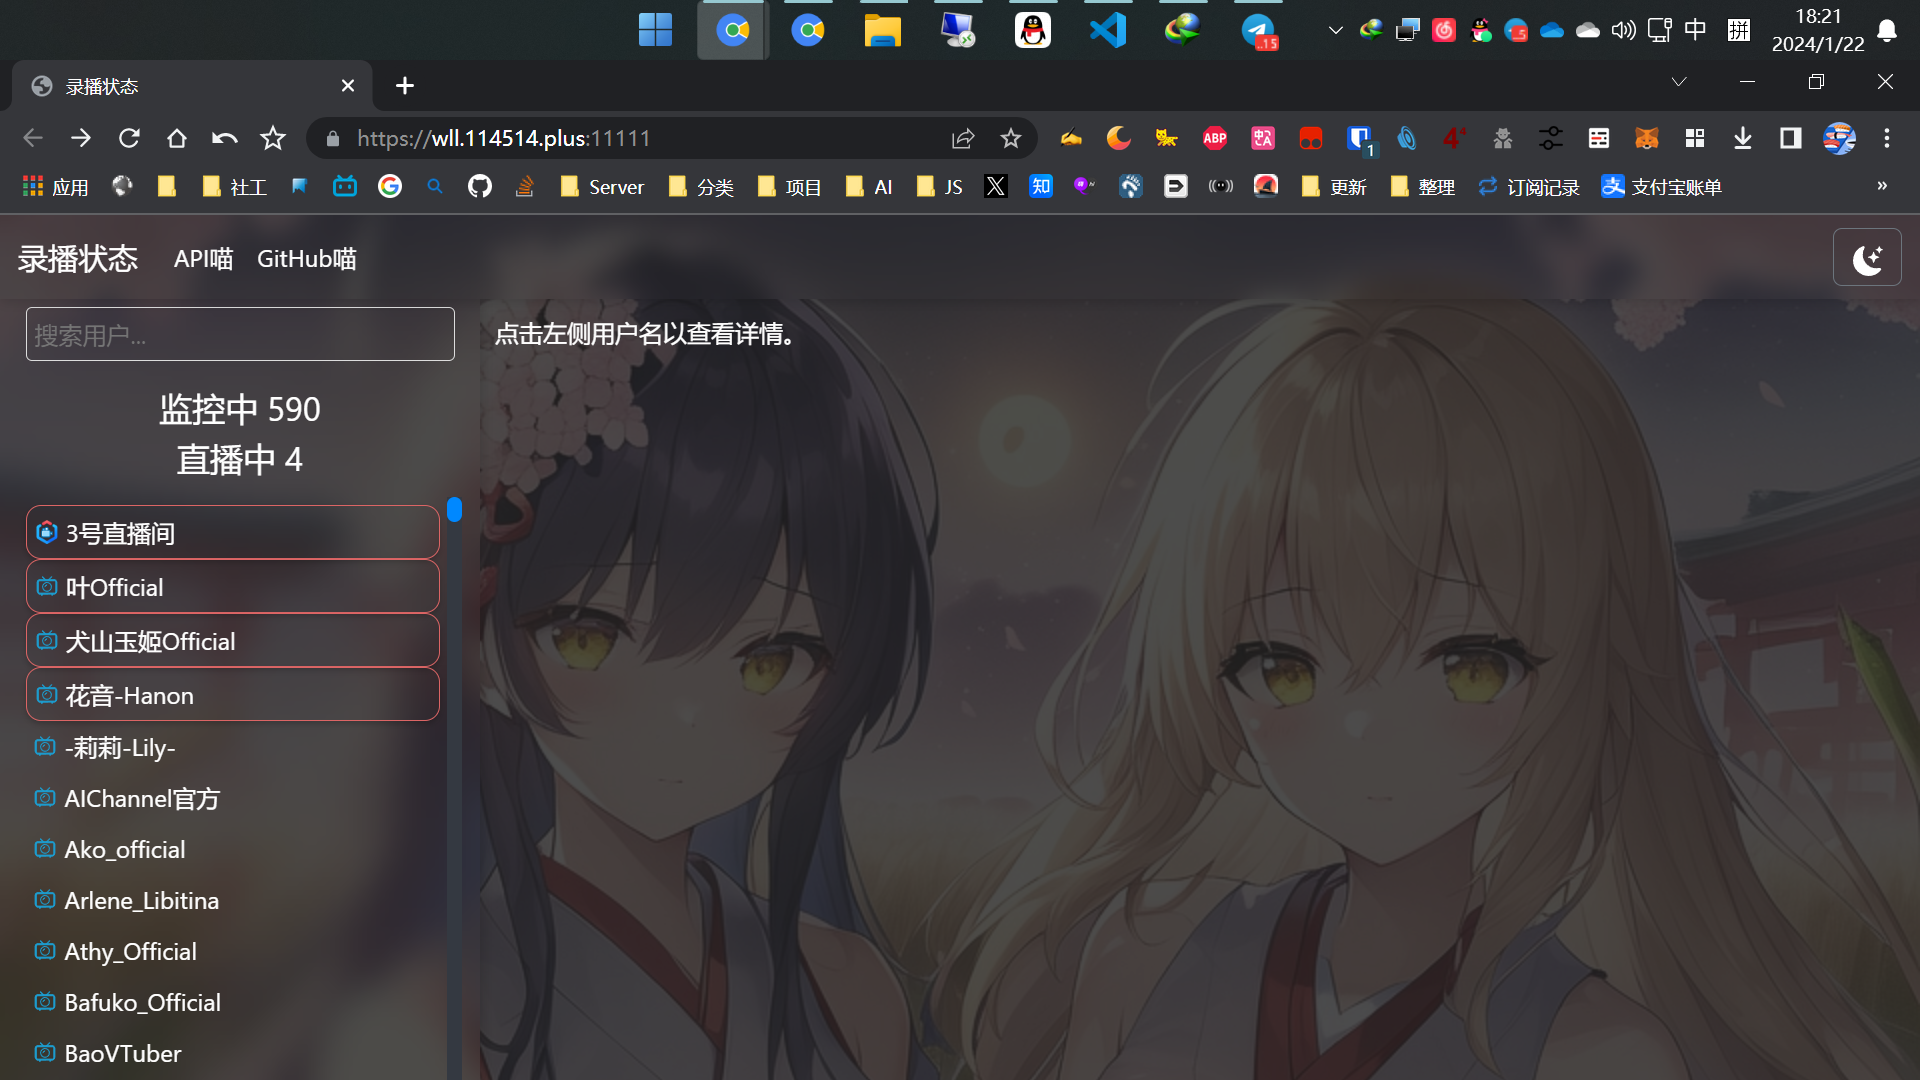 ..15
中
拼
18:21
2024/1/22
录播状态
https://wll.114514.plus:11111
ABP
1
4⁴
应用
社工
Server
分类
项目
AI
JS
知
更新
整理
订阅记录
支
支付宝账单
»
录播状态
API喵
GitHub喵
搜索用户...
点击左侧用户名以查看详情。
监控中 590
直播中 4
3号直播间
叶Official
犬山玉姬Official
花音-Hanon
-莉莉-Lily-
AIChannel官方
Ako_official
Arlene_Libitina
Athy_Official
Bafuko_Official
BaoVTuber